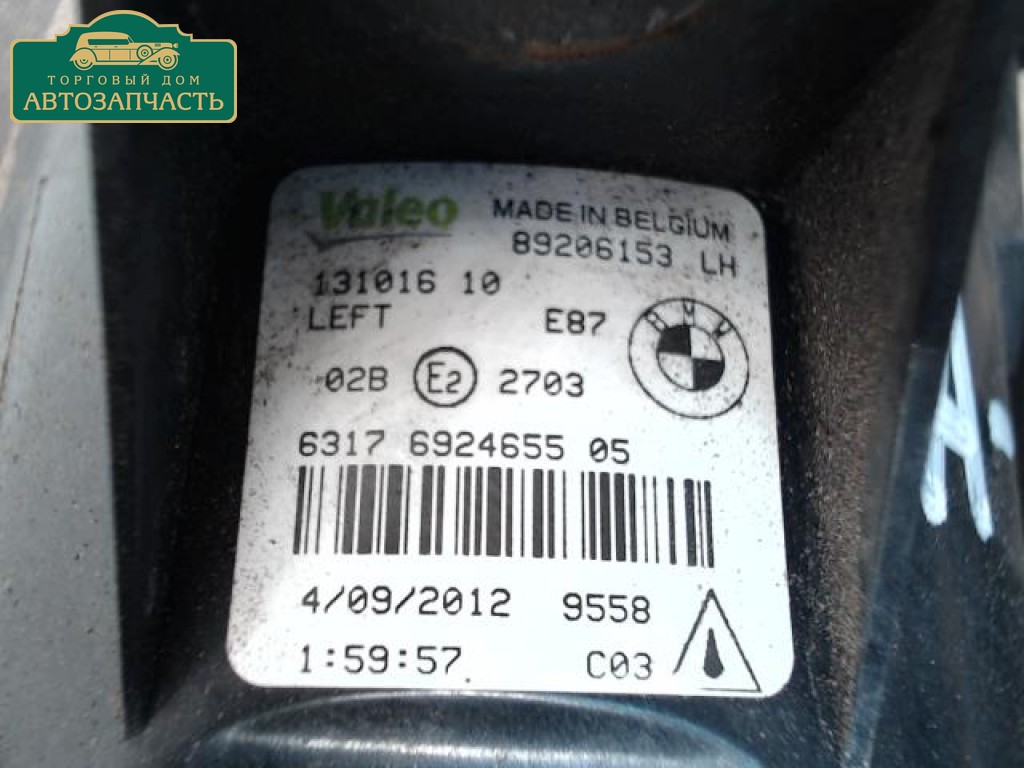 ТОРГОВЫЙ ДОМ
АВТОЗАПЧАСТЬ
Valeo MADE IN BELGIUM
89206153 LH
131016 10
LEFT E87 BMW
02B E2 2703
6317 6924655 05
4/09/2012 9558
1:59:57 C03